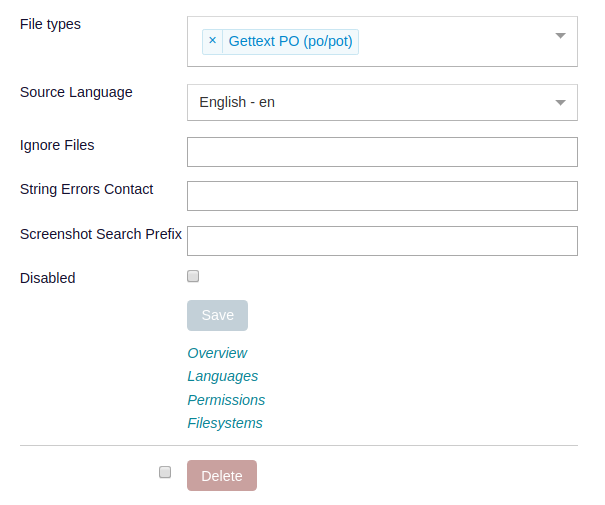 File types
× Gettext PO (po/pot)
Source Language
English - en
Ignore Files
String Errors Contact
Screenshot Search Prefix
Disabled
Save
Overview
Languages
Permissions
Filesystems
Delete